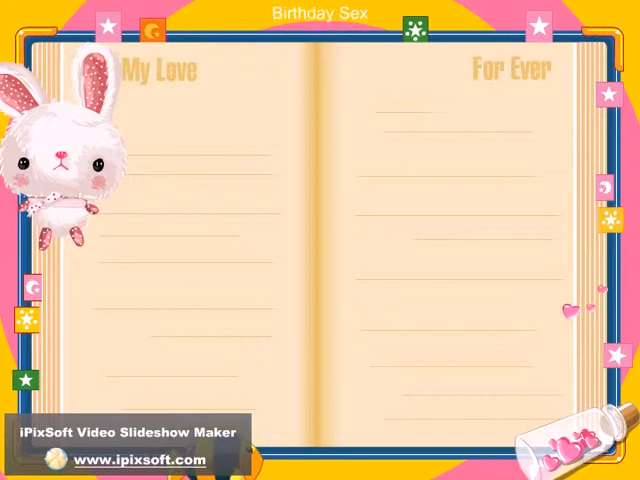 Birthday Sex
My Love
For Ever
iPixSoft Video Slideshow Maker
www.ipixsoft.com